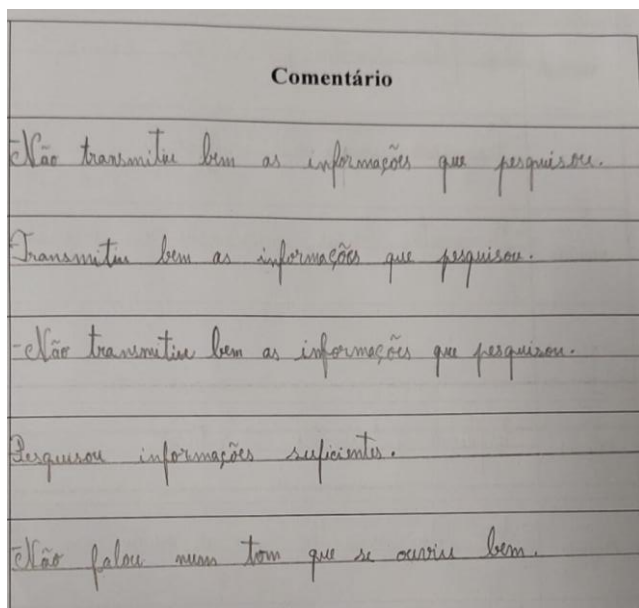 Comentário
- Não transmitiu bem as informações que pesquisou.
Transmitiu bem as informações que pesquisou.
- Não transmitiu bem as informações que pesquisou.
Pesquisou informações suficientes.
- Não falou num tom que se ouviu bem.